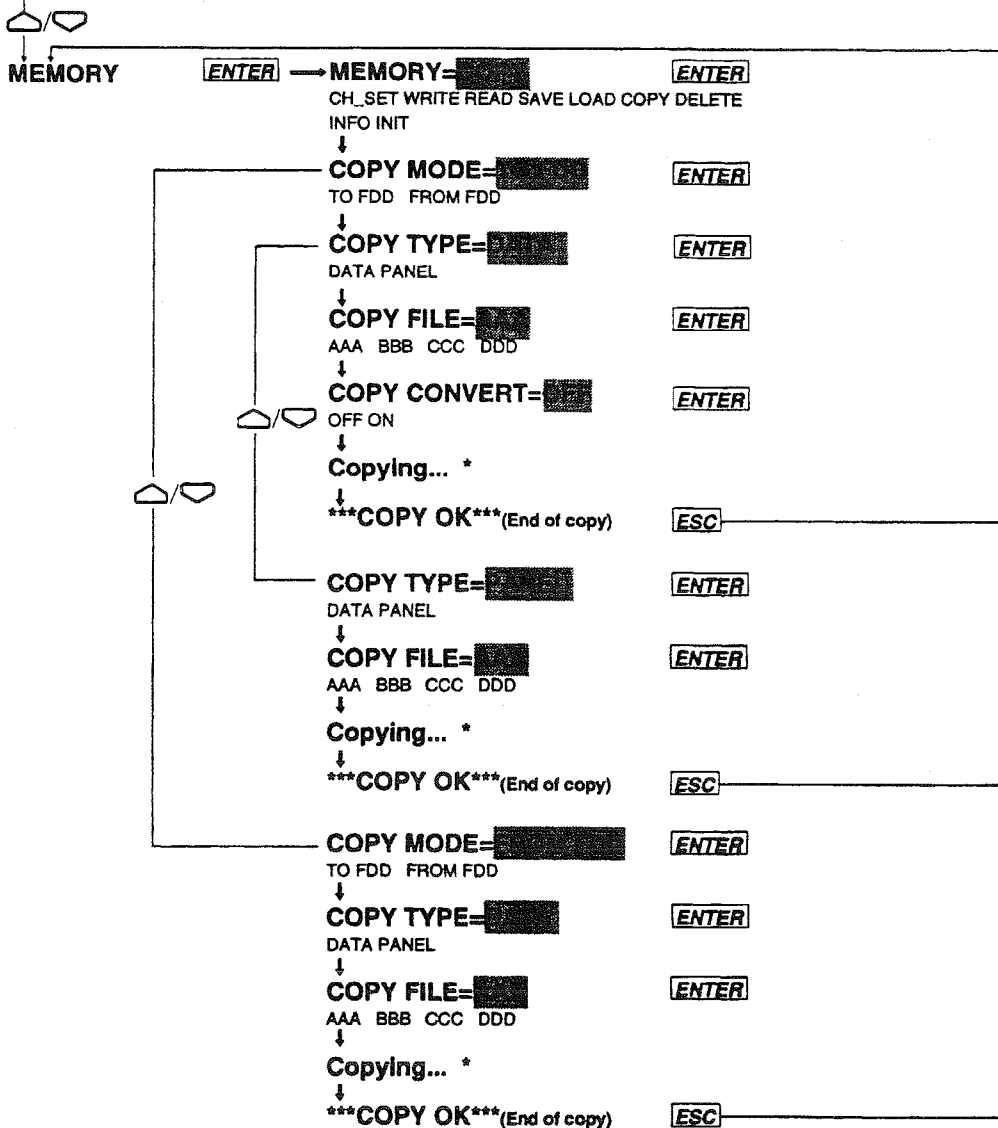 MEMORY ENTER MEMORY= ENTER
CH_SET WRITE READ SAVE LOAD COPY DELETE
INFO INIT
COPY MODE= ENTER
TO FDD FROM FDD
COPY TYPE= ENTER
DATA PANEL
COPY FILE= ENTER
AAA BBB CCC DDD
COPY CONVERT=OFF ENTER
OFF ON
Copying... *
***COPY OK***(End of copy) ESC
COPY TYPE= ENTER
DATA PANEL
COPY FILE= ENTER
AAA BBB CCC DDD
Copying... *
***COPY OK***(End of copy) ESC
COPY MODE= ENTER
TO FDD FROM FDD
COPY TYPE= ENTER
DATA PANEL
COPY FILE= ENTER
AAA BBB CCC DDD
Copying... *
***COPY OK***(End of copy) ESC